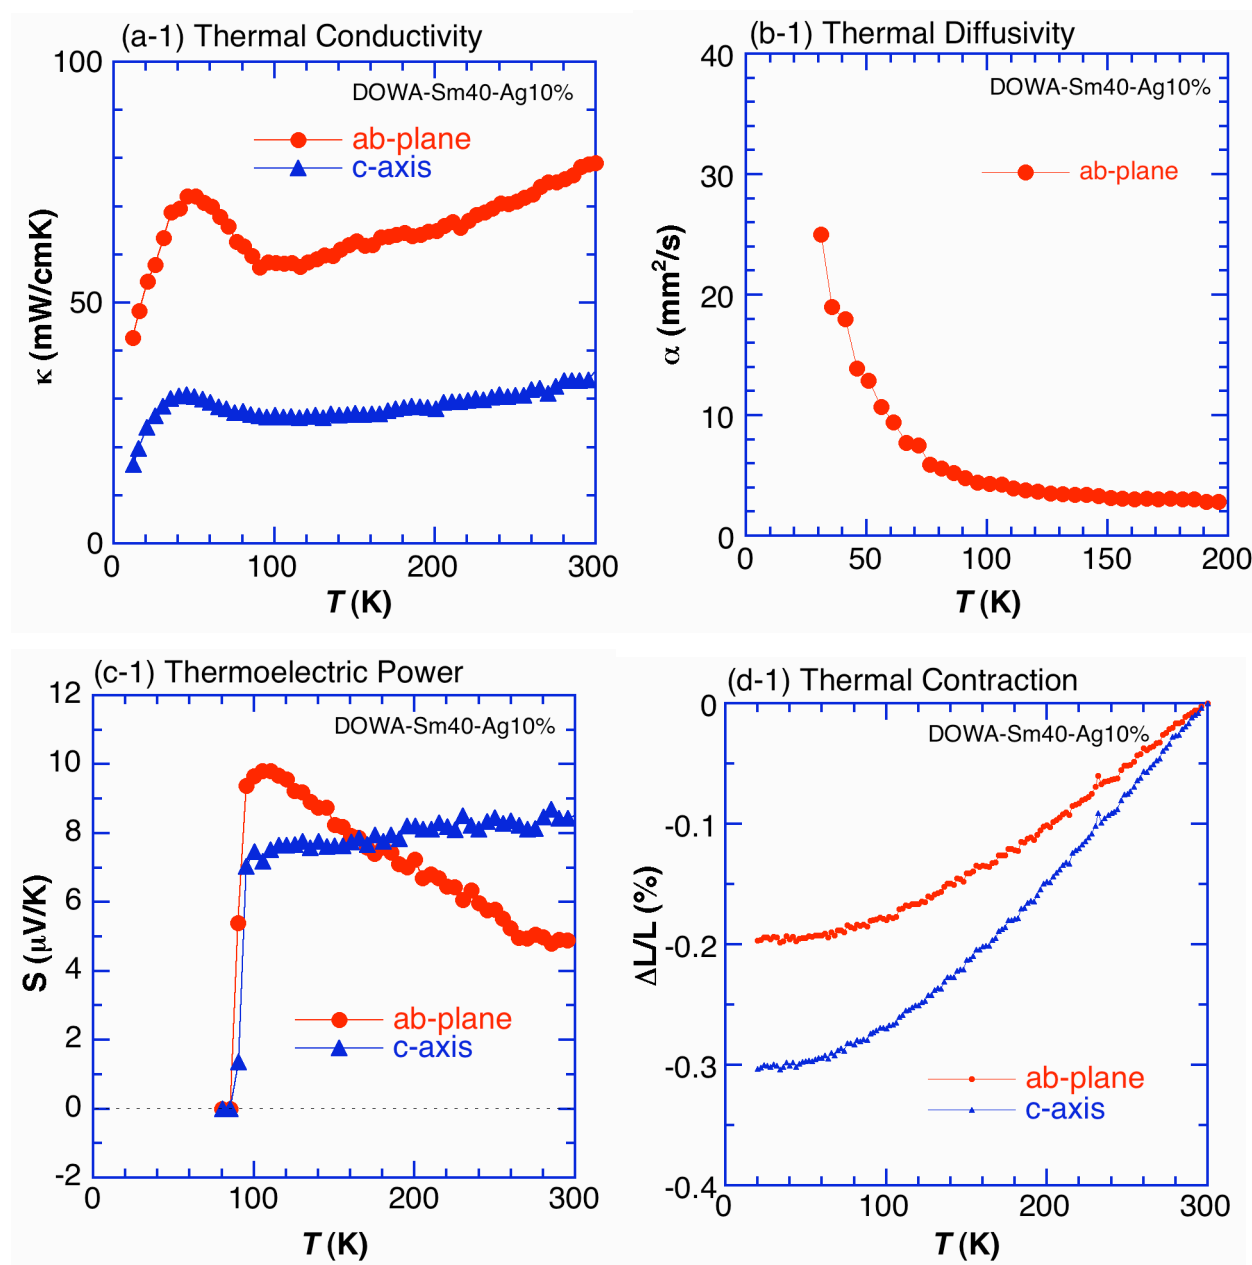 (a-1) Thermal Conductivity
100
50
0
κ (mW/cmK)
DOWA-Sm40-Ag10%
ab-plane
c-axis
0
100
200
300
T (K)
(b-1) Thermal Diffusivity
40
30
20
10
0
α (mm²/s)
DOWA-Sm40-Ag10%
ab-plane
0
50
100
150
200
T (K)
(c-1) Thermoelectric Power
12
10
8
6
4
2
0
-2
S (μV/K)
DOWA-Sm40-Ag10%
ab-plane
c-axis
0
100
200
300
T (K)
(d-1) Thermal Contraction
0
-0.1
-0.2
-0.3
-0.4
ΔL/L (%)
DOWA-Sm40-Ag10%
ab-plane
c-axis
0
100
200
300
T (K)